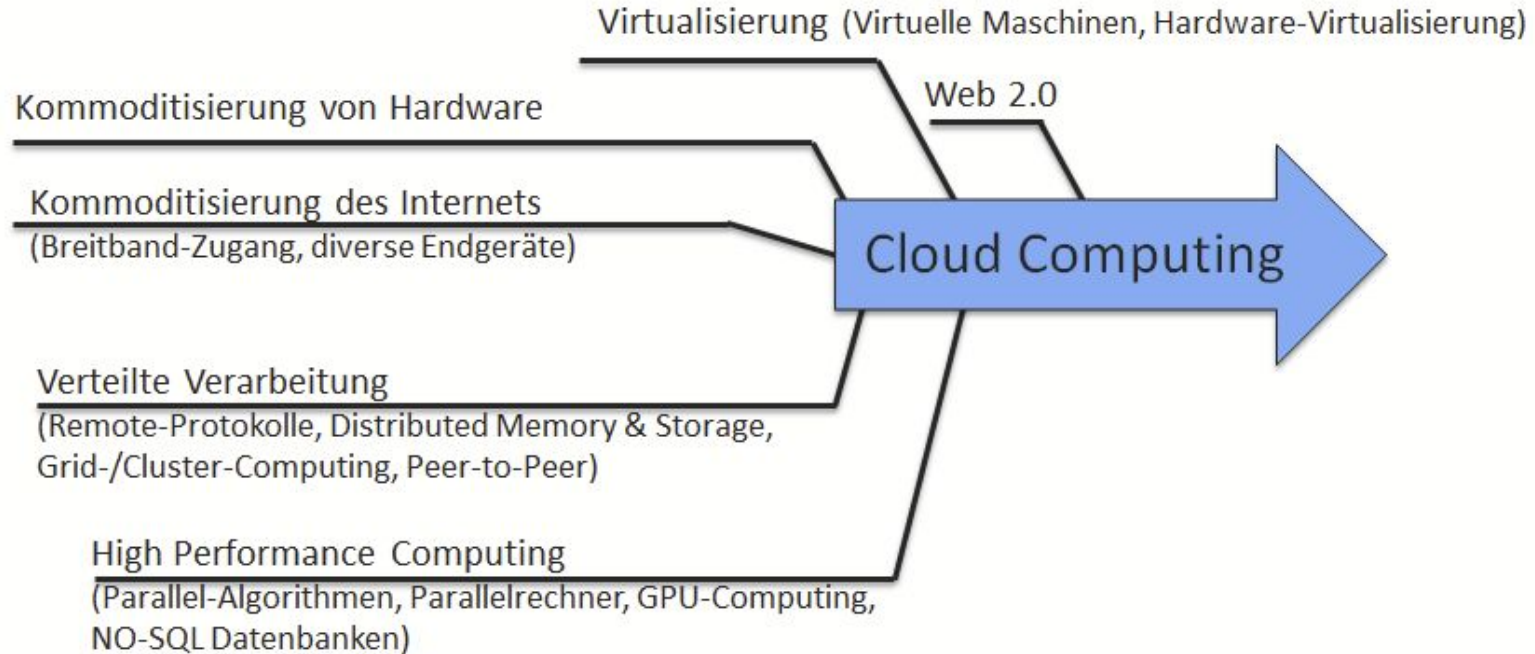 Virtualisierung (Virtuelle Maschinen, Hardware-Virtualisierung)
Web 2.0
Kommoditisierung von Hardware
Kommoditisierung des Internets
(Breitband-Zugang, diverse Endgeräte)
Cloud Computing
Verteilte Verarbeitung
(Remote-Protokolle, Distributed Memory & Storage,
Grid-/Cluster-Computing, Peer-to-Peer)
High Performance Computing
(Parallel-Algorithmen, Parallelrechner, GPU-Computing,
NO-SQL Datenbanken)